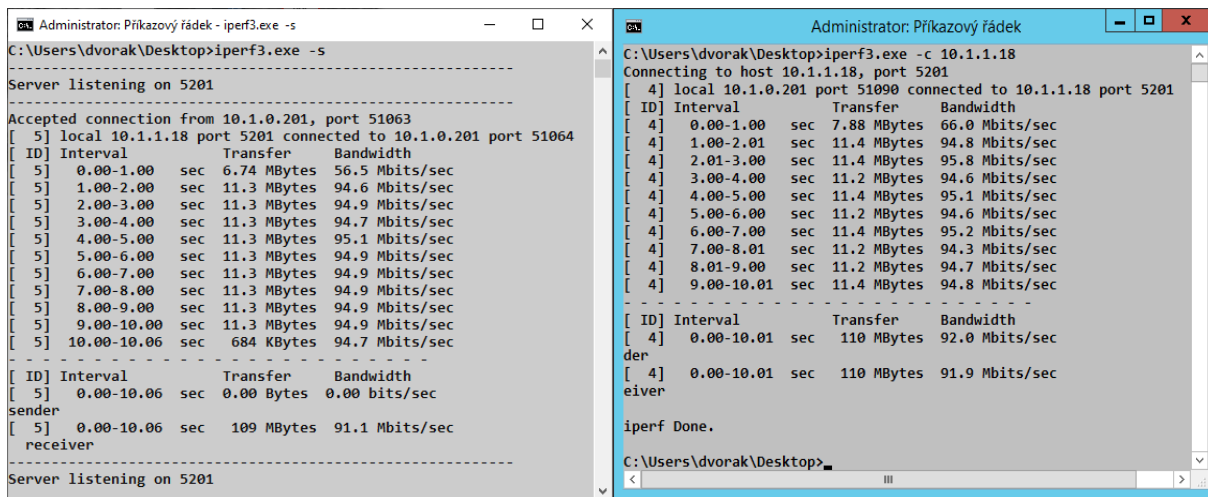 Administrator: Příkazový řádek - iperf3.exe -s
C:\Users\dvorak\Desktop>iperf3.exe -s
-----------------------------------------------------------
Server listening on 5201
-----------------------------------------------------------
Accepted connection from 10.1.0.201, port 51063
[  5] local 10.1.1.18 port 5201 connected to 10.1.0.201 port 51064
[ ID] Interval           Transfer     Bandwidth
[  5]   0.00-1.00   sec  6.74 MBytes  56.5 Mbits/sec
[  5]   1.00-2.00   sec  11.3 MBytes  94.6 Mbits/sec
[  5]   2.00-3.00   sec  11.3 MBytes  94.9 Mbits/sec
[  5]   3.00-4.00   sec  11.3 MBytes  94.7 Mbits/sec
[  5]   4.00-5.00   sec  11.3 MBytes  95.1 Mbits/sec
[  5]   5.00-6.00   sec  11.3 MBytes  94.9 Mbits/sec
[  5]   6.00-7.00   sec  11.3 MBytes  94.9 Mbits/sec
[  5]   7.00-8.00   sec  11.3 MBytes  94.9 Mbits/sec
[  5]   8.00-9.00   sec  11.3 MBytes  94.9 Mbits/sec
[  5]   9.00-10.00  sec  11.3 MBytes  94.9 Mbits/sec
[  5]  10.00-10.06  sec   684 KBytes  94.7 Mbits/sec
- - - - - - - - - - - - - - - - - - - - - - - - -
[ ID] Interval           Transfer     Bandwidth
[  5]   0.00-10.06  sec  0.00 Bytes  0.00 bits/sec
sender
[  5]   0.00-10.06  sec   109 MBytes  91.1 Mbits/sec
  receiver
-----------------------------------------------------------
Server listening on 5201
Administrator: Příkazový řádek
C:\Users\dvorak\Desktop>iperf3.exe -c 10.1.1.18
Connecting to host 10.1.1.18, port 5201
[  4] local 10.1.0.201 port 51090 connected to 10.1.1.18 port 5201
[ ID] Interval           Transfer     Bandwidth
[  4]   0.00-1.00   sec  7.88 MBytes  66.0 Mbits/sec
[  4]   1.00-2.01   sec  11.4 MBytes  94.8 Mbits/sec
[  4]   2.01-3.00   sec  11.4 MBytes  95.8 Mbits/sec
[  4]   3.00-4.00   sec  11.2 MBytes  94.6 Mbits/sec
[  4]   4.00-5.00   sec  11.4 MBytes  95.1 Mbits/sec
[  4]   5.00-6.00   sec  11.2 MBytes  94.6 Mbits/sec
[  4]   6.00-7.00   sec  11.4 MBytes  95.2 Mbits/sec
[  4]   7.00-8.01   sec  11.2 MBytes  94.3 Mbits/sec
[  4]   8.01-9.00   sec  11.2 MBytes  94.7 Mbits/sec
[  4]   9.00-10.01  sec  11.4 MBytes  94.8 Mbits/sec
- - - - - - - - - - - - - - - - - - - - - - - - -
[ ID] Interval           Transfer     Bandwidth
[  4]   0.00-10.01  sec   110 MBytes  92.0 Mbits/sec
der
[  4]   0.00-10.01  sec   110 MBytes  91.9 Mbits/sec
eiver
iperf Done.
C:\Users\dvorak\Desktop>